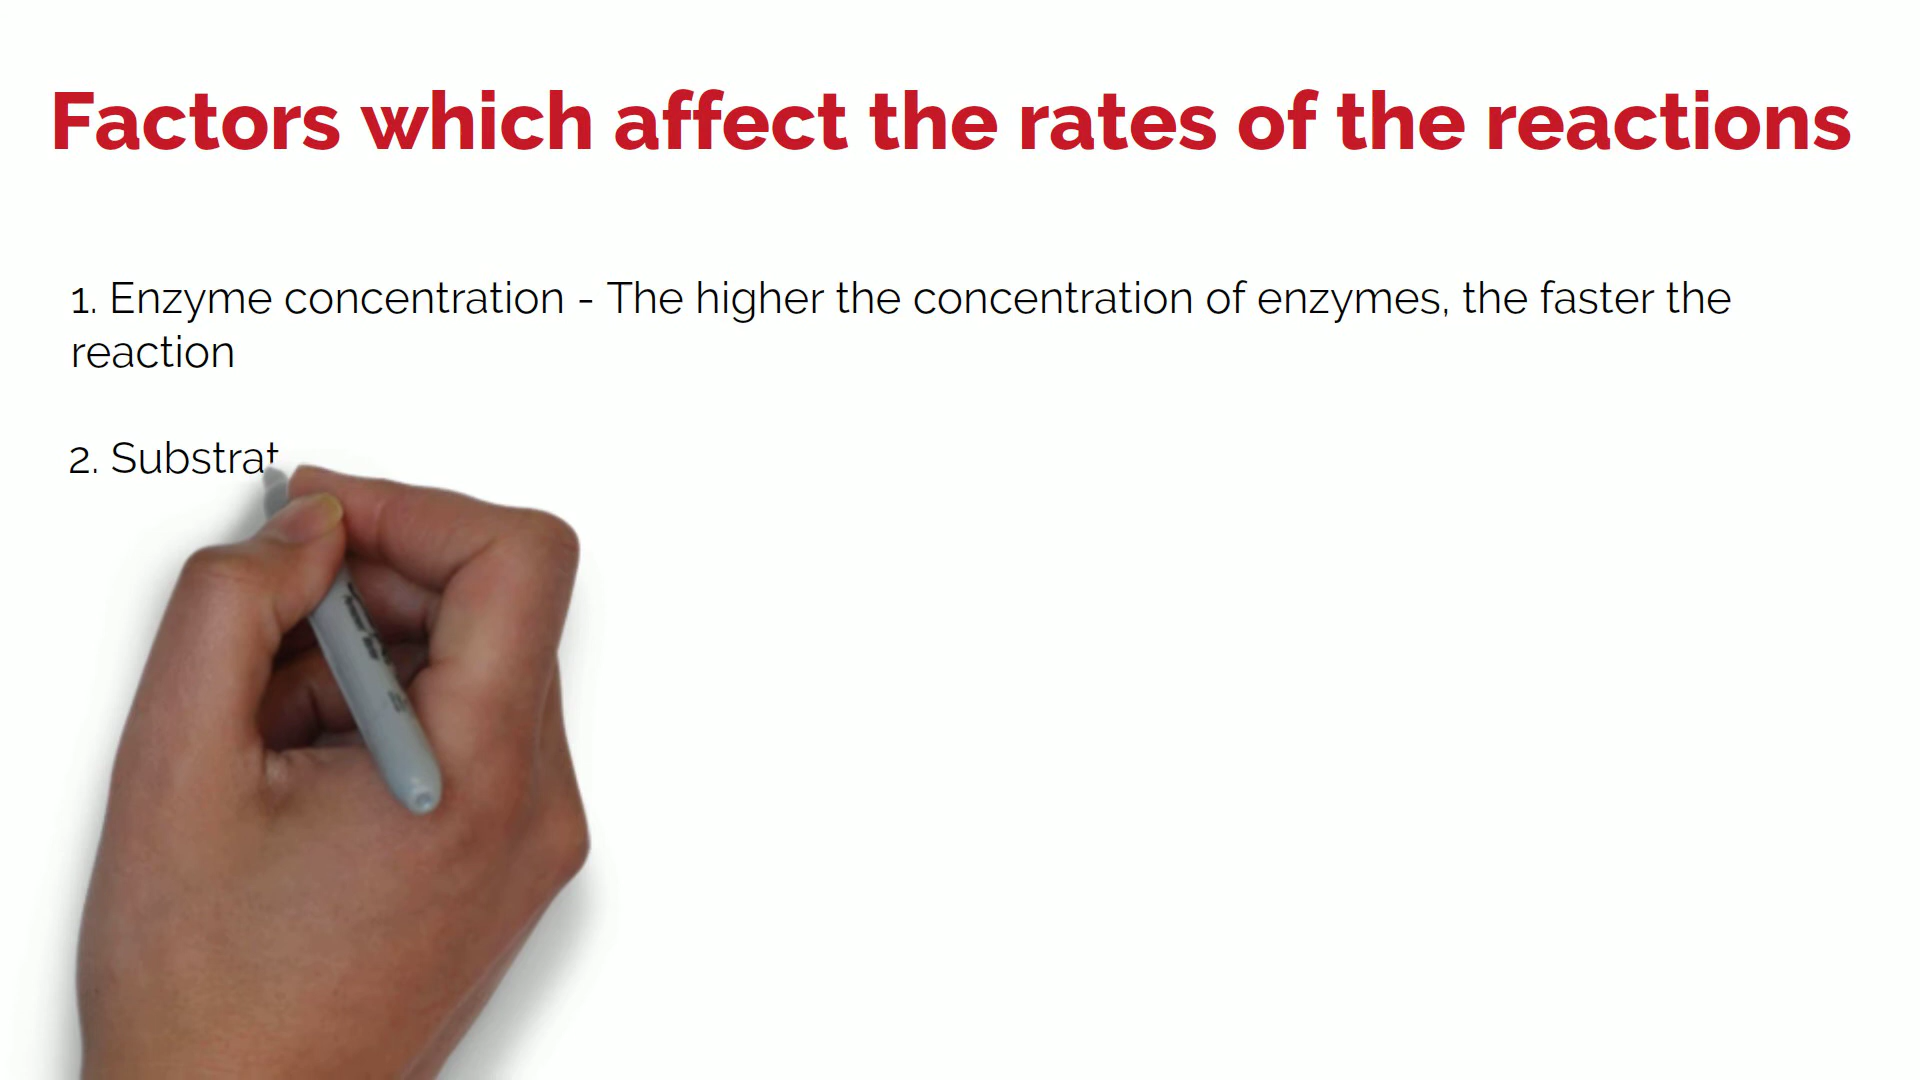 Factors which affect the rates of the reactions
1. Enzyme concentration - The higher the concentration of enzymes, the faster the
reaction
2. Substrat